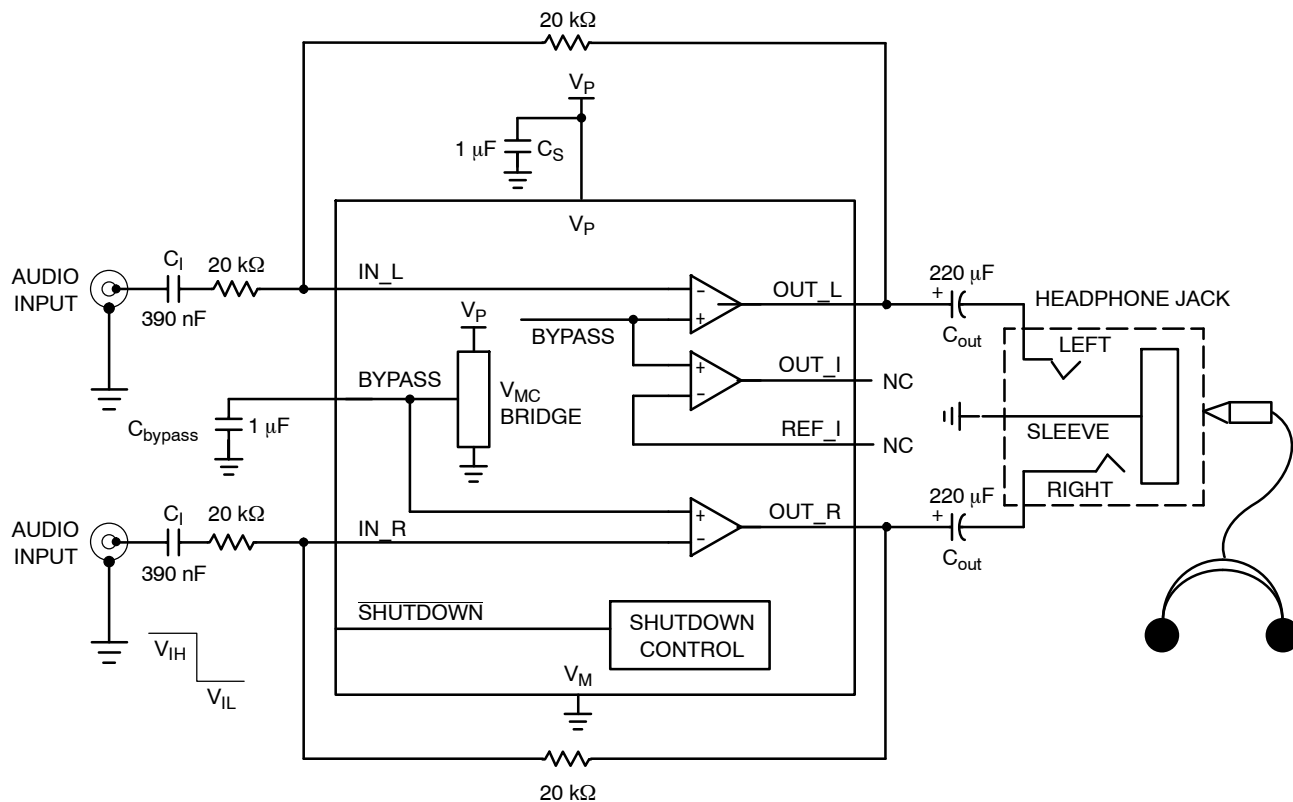 20 kΩ
V_P
1 μF
C_S
V_P
AUDIO
INPUT
C_I
20 kΩ
390 nF
IN_L
OUT_L
220 μF
+
C_out
HEADPHONE JACK
LEFT
-
+
BYPASS
V_P
+
-
OUT_I
NC
BYPASS
V_MC
BRIDGE
C_bypass
1 μF
REF_I
NC
SLEEVE
RIGHT
220 μF
+
C_out
AUDIO
INPUT
C_I
20 kΩ
390 nF
IN_R
+
-
OUT_R
SHUTDOWN
SHUTDOWN
CONTROL
V_IH
V_IL
V_M
20 kΩ